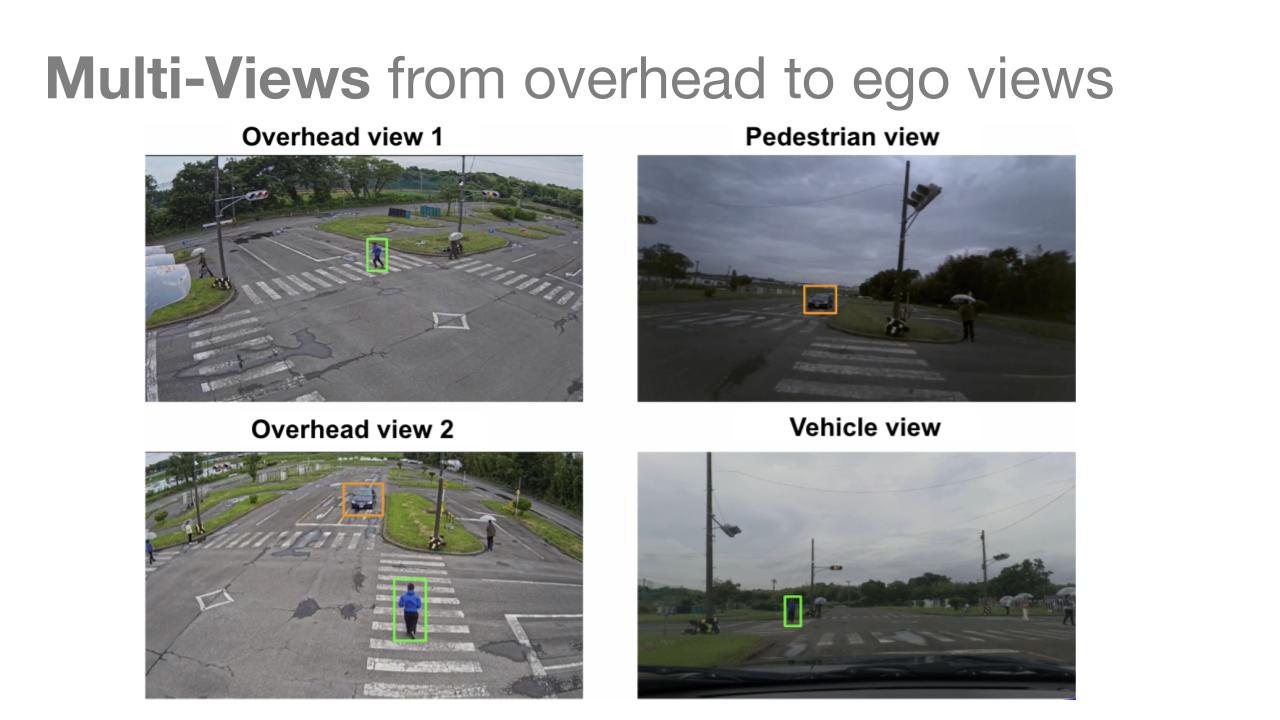 Multi-Views from overhead to ego views
Overhead view 1
Pedestrian view
Overhead view 2
Vehicle view